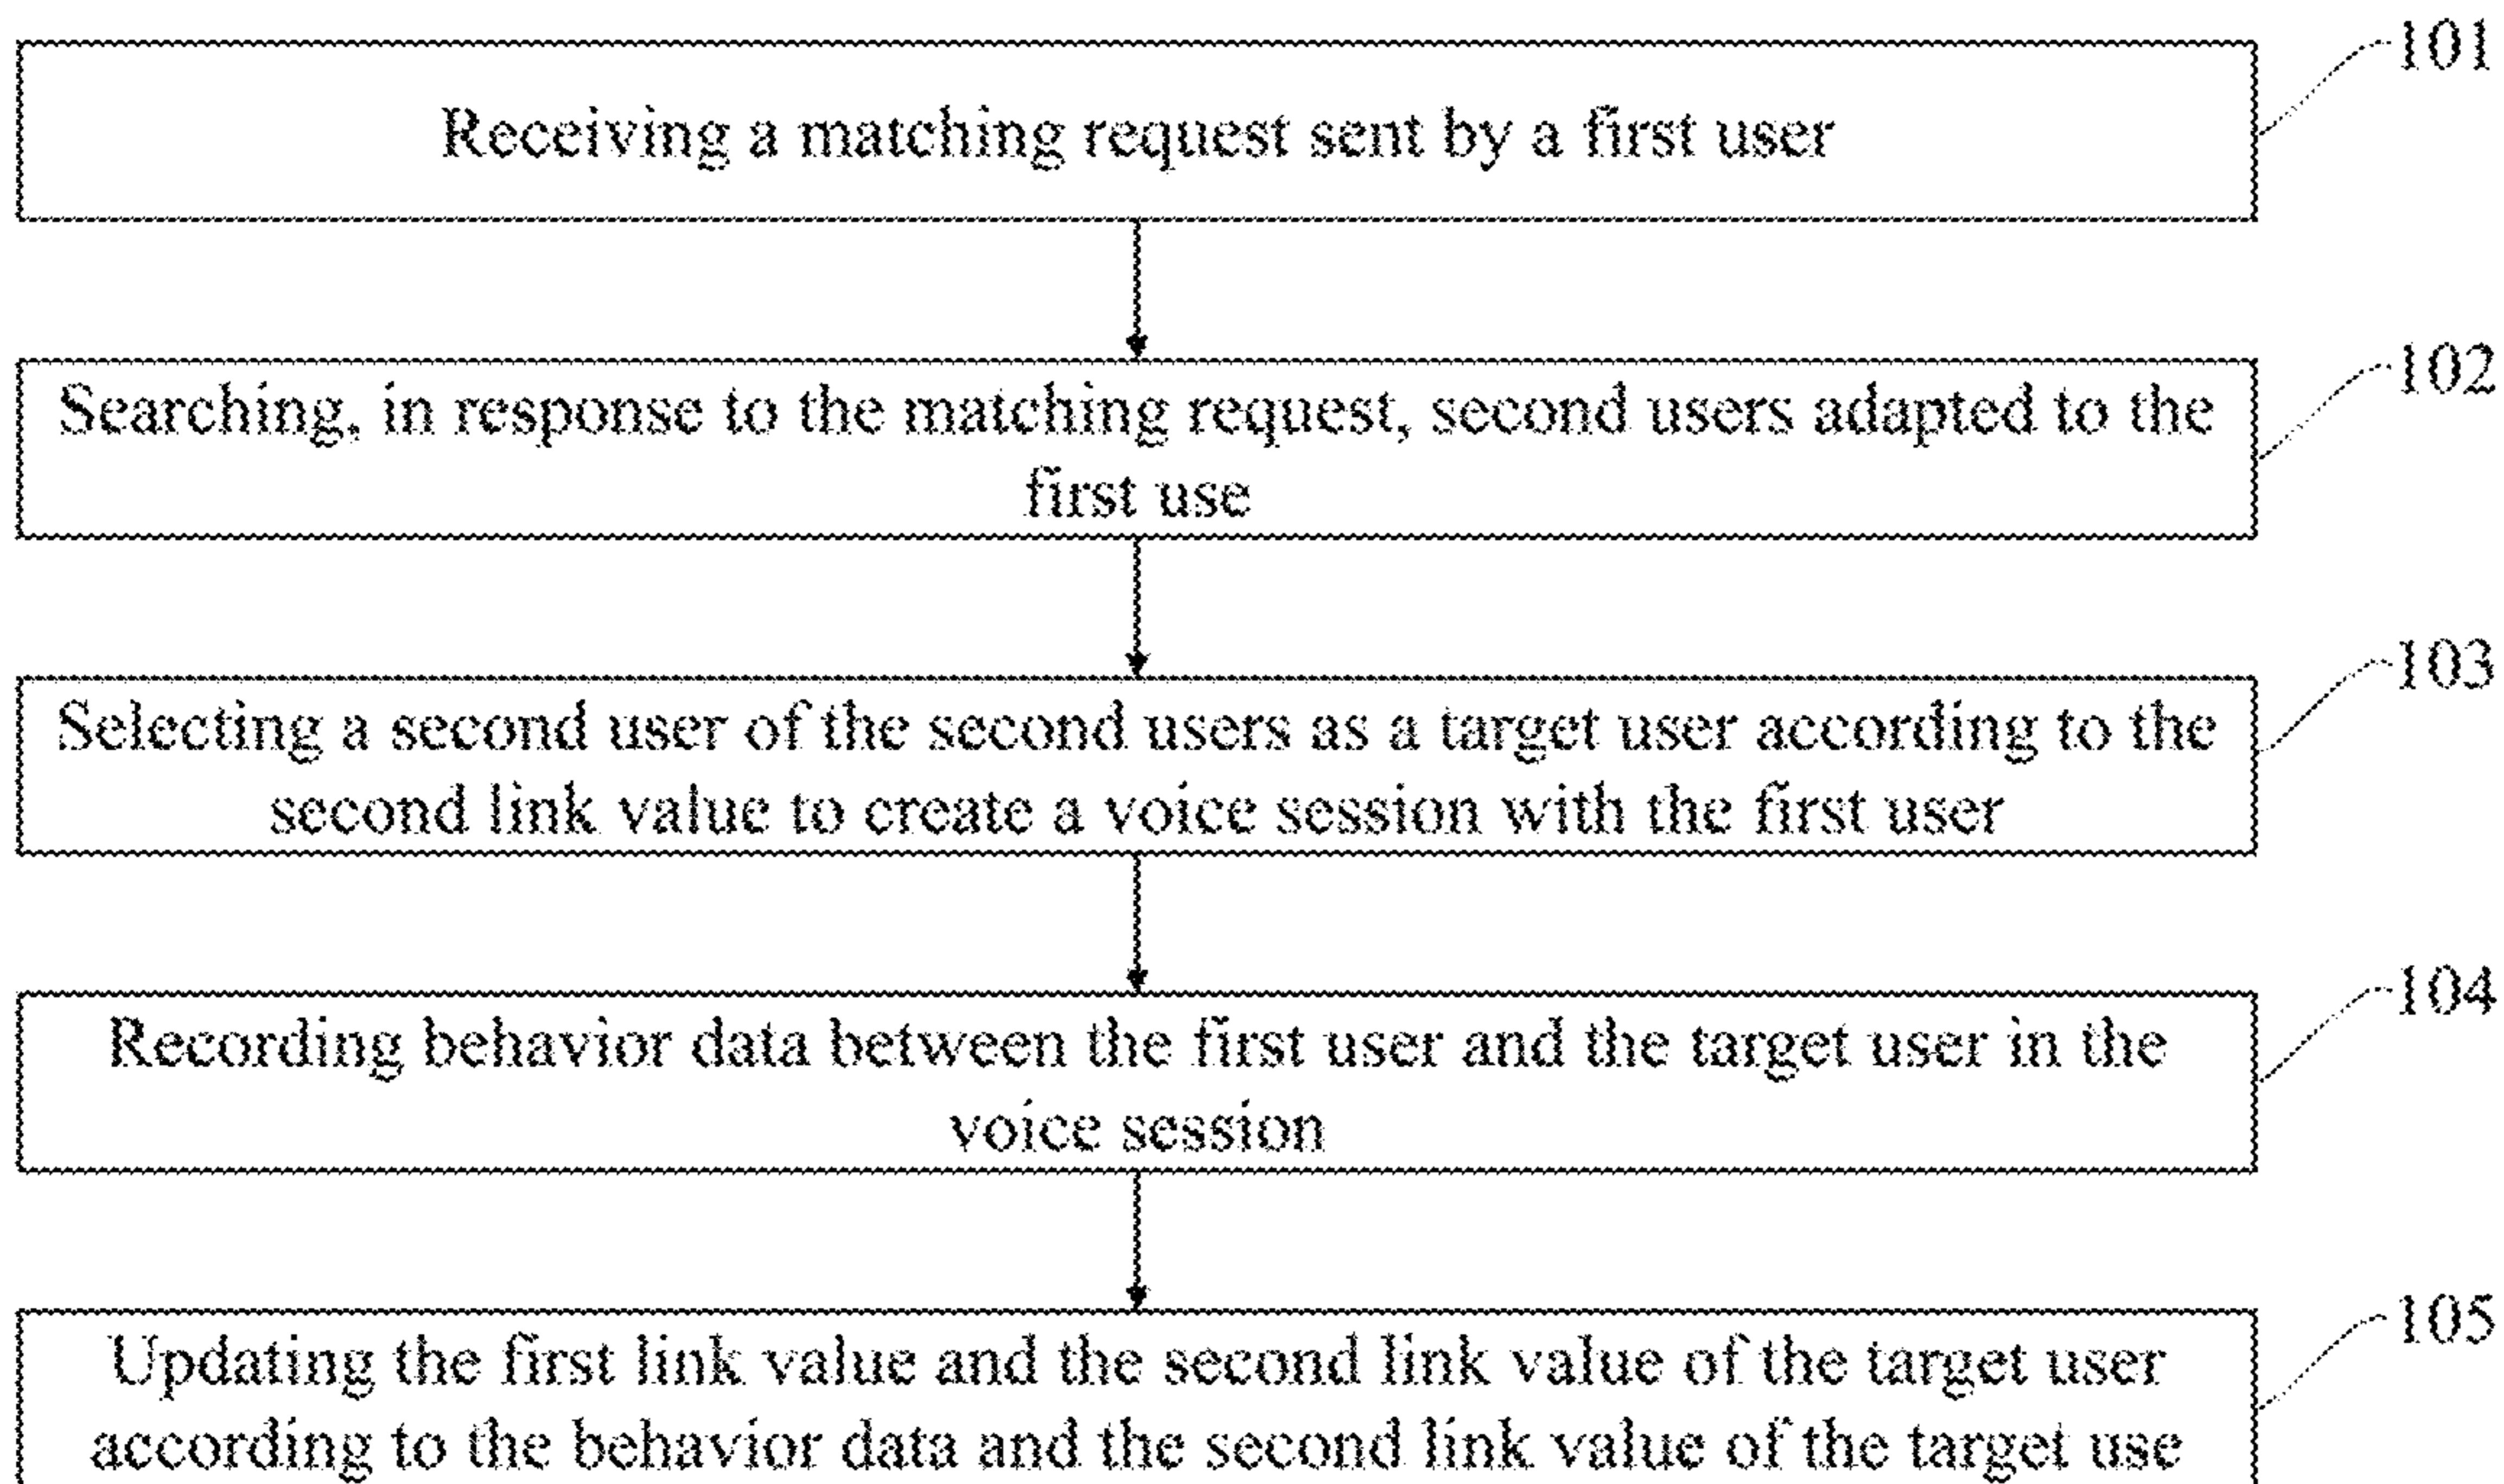 101
Receiving a matching request sent by a first user
102
Searching, in response to the matching request, second users adapted to the
first use
103
Selecting a second user of the second users as a target user according to the
second link value to create a voice session with the first user
104
Recording behavior data between the first user and the target user in the
voice session
105
Updating the first link value and the second link value of the target user
according to the behavior data and the second link value of the target use